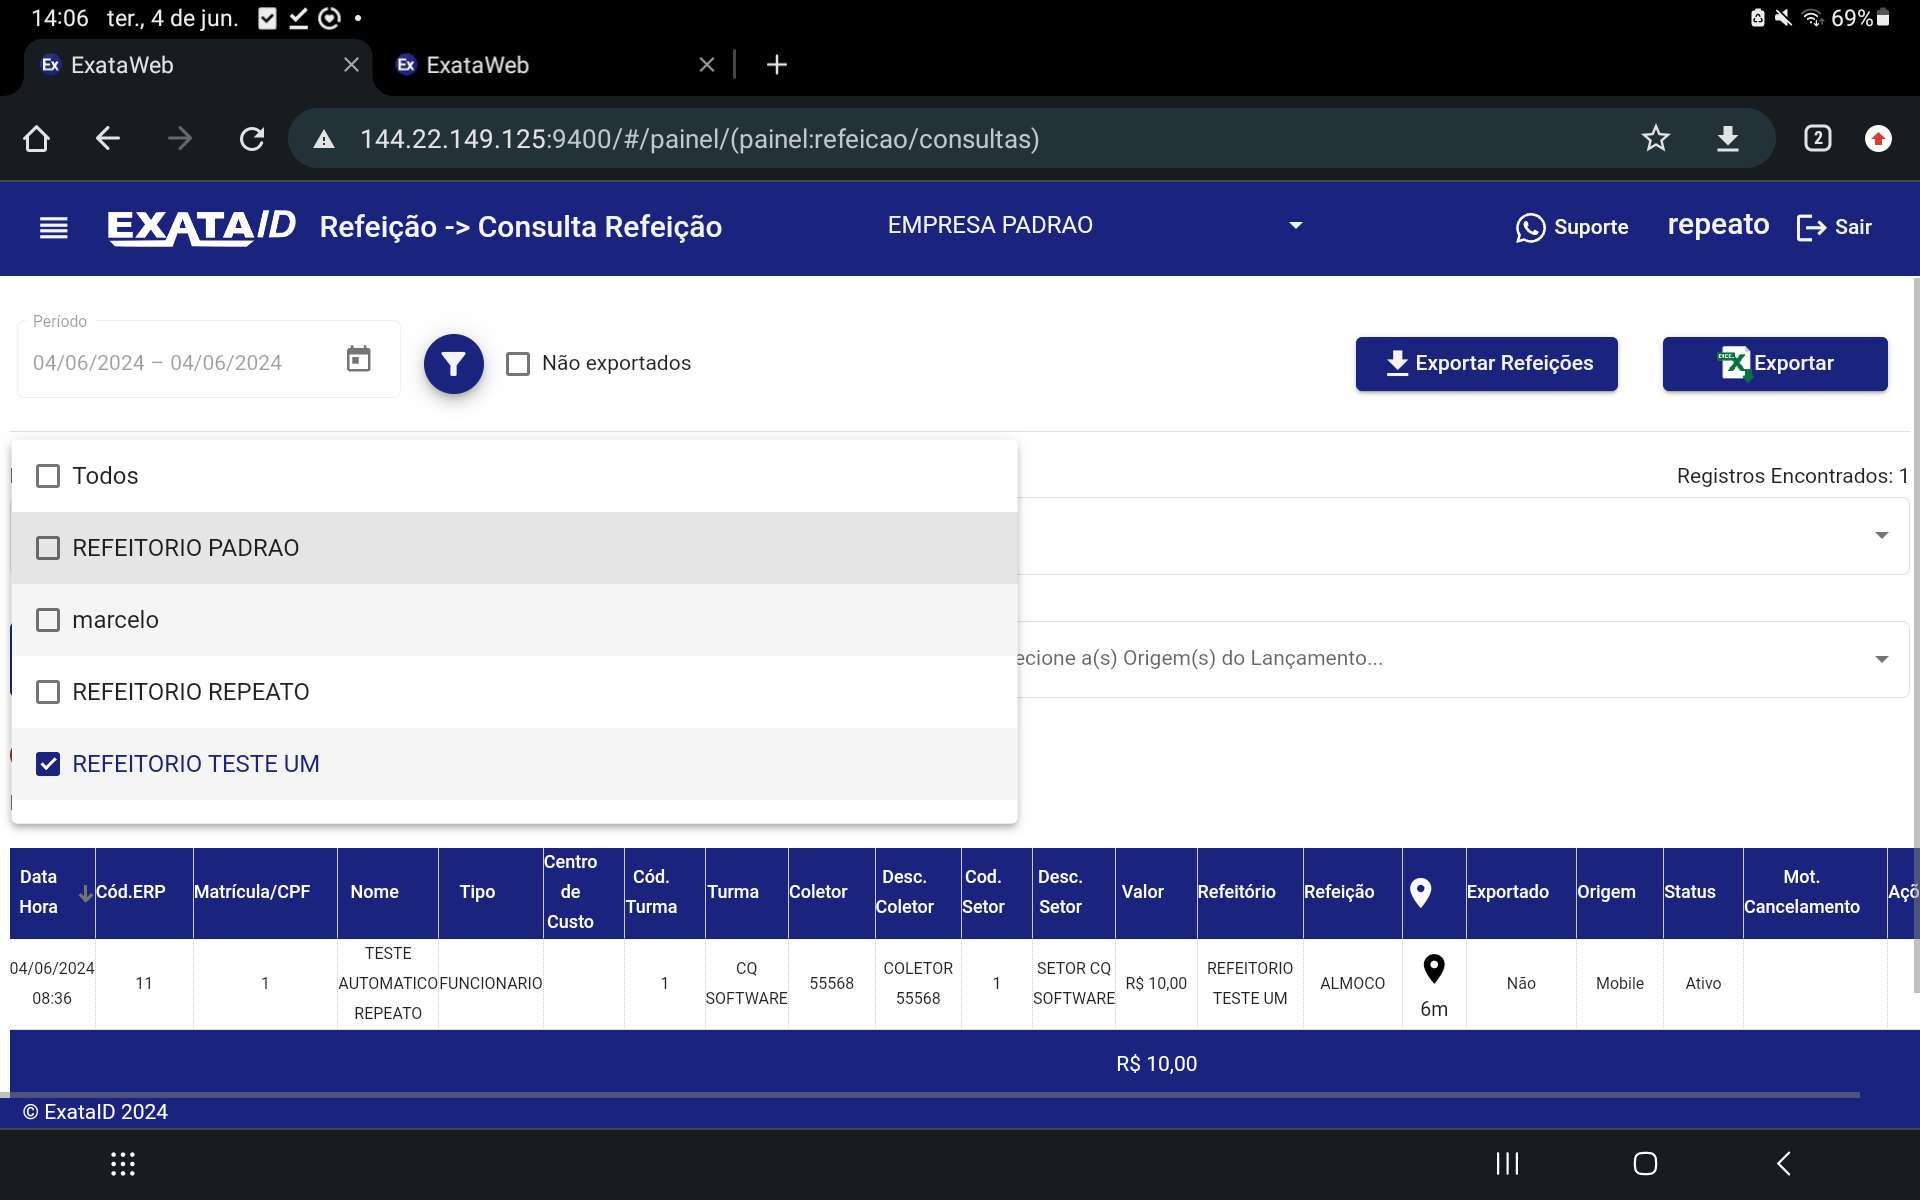 14:06 ter., 4 de jun.
69%
Ex ExataWeb
Ex ExataWeb
144.22.149.125:9400/#/painel/(painel:refeicao/consultas)
2
EXATAID
Refeição -> Consulta Refeição
EMPRESA PADRAO
Suporte
repeato
Sair
Período
04/06/2024 – 04/06/2024
Não exportados
Exportar Refeições
Exportar
Todos
Registros Encontrados: 1
REFEITORIO PADRAO
marcelo
ecione a(s) Origem(s) do Lançamento...
REFEITORIO REPEATO
REFEITORIO TESTE UM
Data Hora
Cód.ERP
Matrícula/CPF
Nome
Tipo
Centro de Custo
Cód. Turma
Turma
Coletor
Desc. Coletor
Cod. Setor
Desc. Setor
Valor
Refeitório
Refeição
Exportado
Origem
Status
Mot. Cancelamento
Açõ
04/06/2024 08:36
11
1
TESTE AUTOMATICO REPEATO
FUNCIONARIO
1
CQ SOFTWARE
55568
COLETOR 55568
1
SETOR CQ SOFTWARE
R$ 10,00
REFEITORIO TESTE UM
ALMOCO
6m
Não
Mobile
Ativo
R$ 10,00
© ExataID 2024